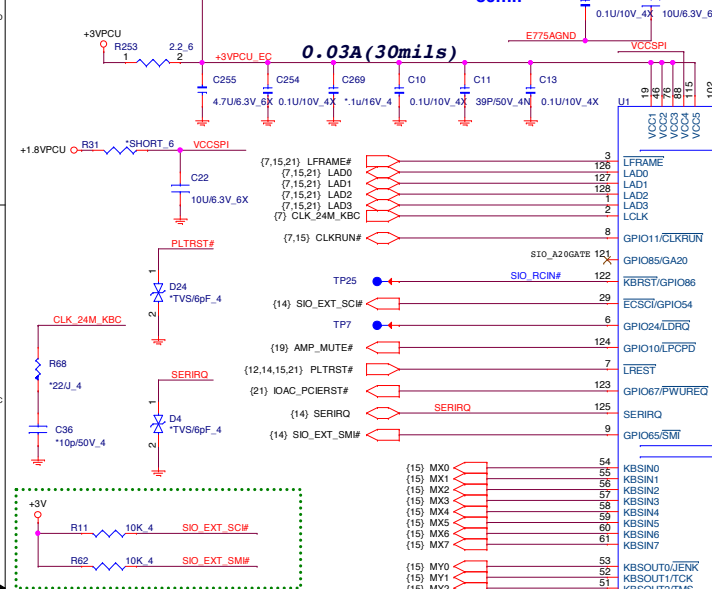 0.1U/10V_4X 10U/6.3V_6
E775AGND
VCCSPI
+3VPCU
R253 2.2_6
1 2
+3VPCU_EC
0.03A(30mils)
C255 C254 C269 C10 C11 C13
4.7U/6.3V_6X 0.1U/10V_4X *.1u/16V_4 0.1U/10V_4X 39P/50V_4N 0.1U/10V_4X
19 46 76 88 115 102
U1
VCC1 VCC2 VCC3 VCC4 VCC5
+1.8VPCU R31 *SHORT_6 VCCSPI
C22
10U/6.3V_6X
{7,15,21} LFRAME# 3 LFRAME
{7,15,21} LAD0 126 LAD0
{7,15,21} LAD1 127 LAD1
{7,15,21} LAD2 128 LAD2
{7,15,21} LAD3 1 LAD3
{7} CLK_24M_KBC 2 LCLK
{7,15} CLKRUN# 8 GPIO11/CLKRUN
SIO_A20GATE 121 GPIO85/GA20
TP25 SIO_RCIN# 122 KBRST/GPIO86
{14} SIO_EXT_SCI# 29 ECSCI/GPIO54
TP7 6 GPIO24/LDRQ
{19} AMP_MUTE# 124 GPIO10/LPCPD
{12,14,15,21} PLTRST# 7 LREST
{21} IOAC_PCIERST# 123 GPIO67/PWUREQ
{14} SERIRQ SERIRQ 125 SERIRQ
{14} SIO_EXT_SMI# 9 GPIO65/SMI
PLTRST#
1
D24
*TVS/6pF_4
2
CLK_24M_KBC
R68
*22/J_4
C36
*10p/50V_4
SERIRQ
1
D4
*TVS/6pF_4
2
{15} MX0 54 KBSIN0
{15} MX1 55 KBSIN1
{15} MX2 56 KBSIN2
{15} MX3 57 KBSIN3
{15} MX4 58 KBSIN4
{15} MX5 59 KBSIN5
{15} MX6 60 KBSIN6
{15} MX7 61 KBSIN7
{15} MY0 53 KBSOUT0/JENK
{15} MY1 52 KBSOUT1/TCK
51
+3V
R11 10K_4 SIO_EXT_SCI#
R62 10K_4 SIO_EXT_SMI#